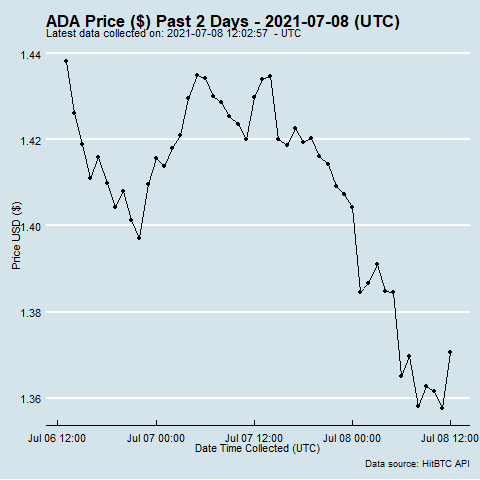 ADA Price ($) Past 2 Days - 2021-07-08 (UTC)
Latest data collected on: 2021-07-08 12:02:57 - UTC
1.44
1.42
1.40
1.38
1.36
Price USD ($)
Jul 06 12:00 Jul 07 00:00 Jul 07 12:00 Jul 08 00:00 Jul 08 12:00
Date Time Collected (UTC)
Data source: HitBTC API